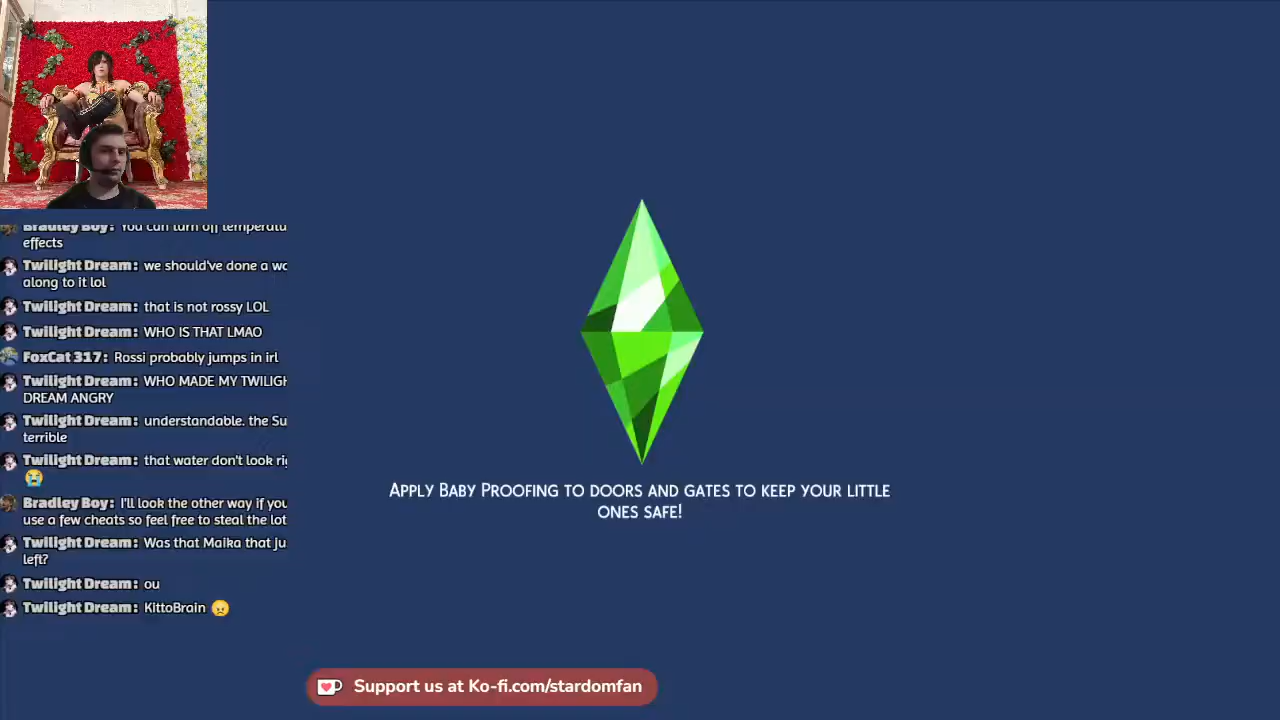 Bradley Boy: You can turn off temperatu
effects
Twilight Dream: we should've done a wo
along to it lol
Twilight Dream: that is not rossy LOL
Twilight Dream: WHO IS THAT LMAO
FoxCat 317: Rossi probably jumps in irl
Twilight Dream: WHO MADE MY TWILIGH
DREAM ANGRY
Twilight Dream: understandable. the Su
terrible
Twilight Dream: that water don't look rig
😭
Bradley Boy: I'll look the other way if you
use a few cheats so feel free to steal the lot
Twilight Dream: Was that Maika that ju
left?
Twilight Dream: ou
Twilight Dream: KittoBrain 😠
APPLY BABY PROOFING TO DOORS AND GATES TO KEEP YOUR LITTLE
ONES SAFE!
Support us at Ko-fi.com/stardomfan